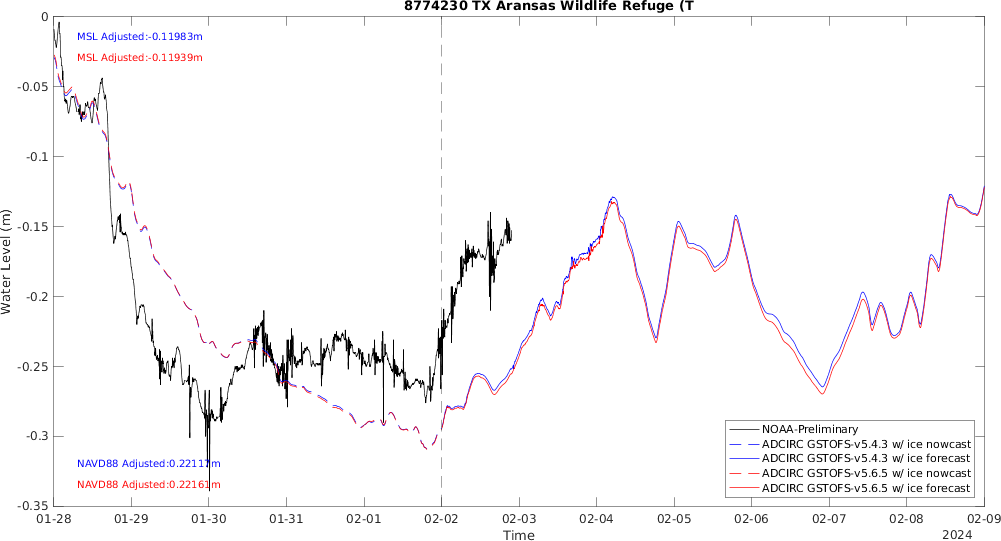 8774230 TX Aransas Wildlife Refuge (T
MSL Adjusted:-0.11983m
MSL Adjusted:-0.11939m
0
-0.05
-0.1
-0.15
-0.2
-0.25
-0.3
-0.35
Water Level (m)
NAVD88 Adjusted:0.22117m
NAVD88 Adjusted:0.22161m
NOAA-Preliminary
ADCIRC GSTOFS-v5.4.3 w/ ice nowcast
ADCIRC GSTOFS-v5.4.3 w/ ice forecast
ADCIRC GSTOFS-v5.6.5 w/ ice nowcast
ADCIRC GSTOFS-v5.6.5 w/ ice forecast
01-28 01-29 01-30 01-31 02-01 02-02 02-03 02-04 02-05 02-06 02-07 02-08 02-09
Time
2024